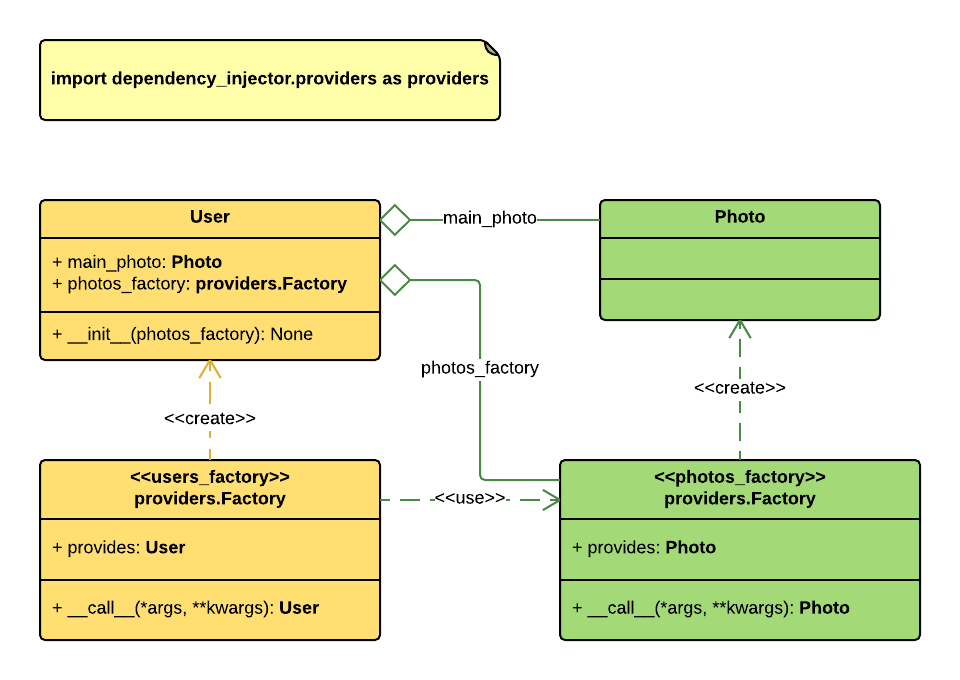 import dependency_injector.providers as providers
User
+ main_photo: Photo
+ photos_factory: providers.Factory
+ __init__(photos_factory): None
main_photo
Photo
photos_factory
<<create>>
<<create>>
<<users_factory>>
providers.Factory
+ provides: User
+ __call__(*args, **kwargs): User
<<use>>
<<photos_factory>>
providers.Factory
+ provides: Photo
+ __call__(*args, **kwargs): Photo